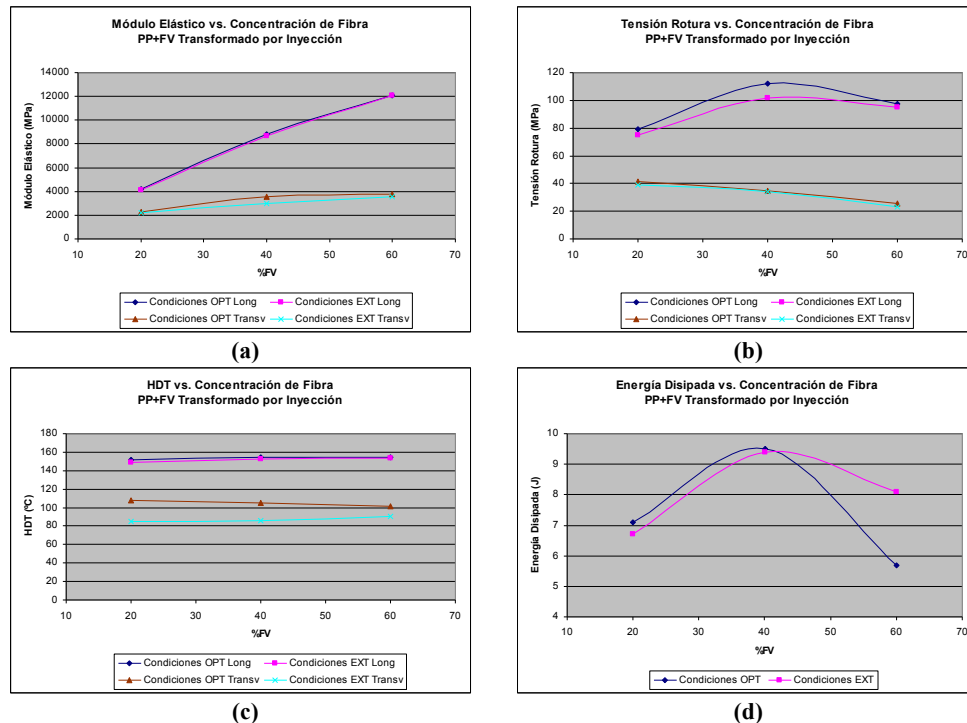 Módulo Elástico vs. Concentración de Fibra
PP+FV Transformado por Inyección
Módulo Elástico (MPa)
14000
12000
10000
8000
6000
4000
2000
0
10 20 30 40 50 60 70
%FV
Condiciones OPT Long Condiciones EXT Long
Condiciones OPT Transv Condiciones EXT Transv
(a)
Tensión Rotura vs. Concentración de Fibra
PP+FV Transformado por Inyección
Tensión Rotura (MPa)
120
100
80
60
40
20
0
10 20 30 40 50 60 70
%FV
Condiciones OPT Long Condiciones EXT Long
Condiciones OPT Transv Condiciones EXT Transv
(b)
HDT vs. Concentración de Fibra
PP+FV Transformado por Inyección
HDT (ºC)
180
160
140
120
100
80
60
40
20
0
10 20 30 40 50 60 70
%FV
Condiciones OPT Long Condiciones EXT Long
Condiciones OPT Transv Condiciones EXT Transv
(c)
Energía Disipada vs. Concentración de Fibra
PP+FV Transformado por Inyección
Energía Disipada (J)
10
9
8
7
6
5
4
10 20 30 40 50 60 70
%FV
Condiciones OPT Condiciones EXT
(d)